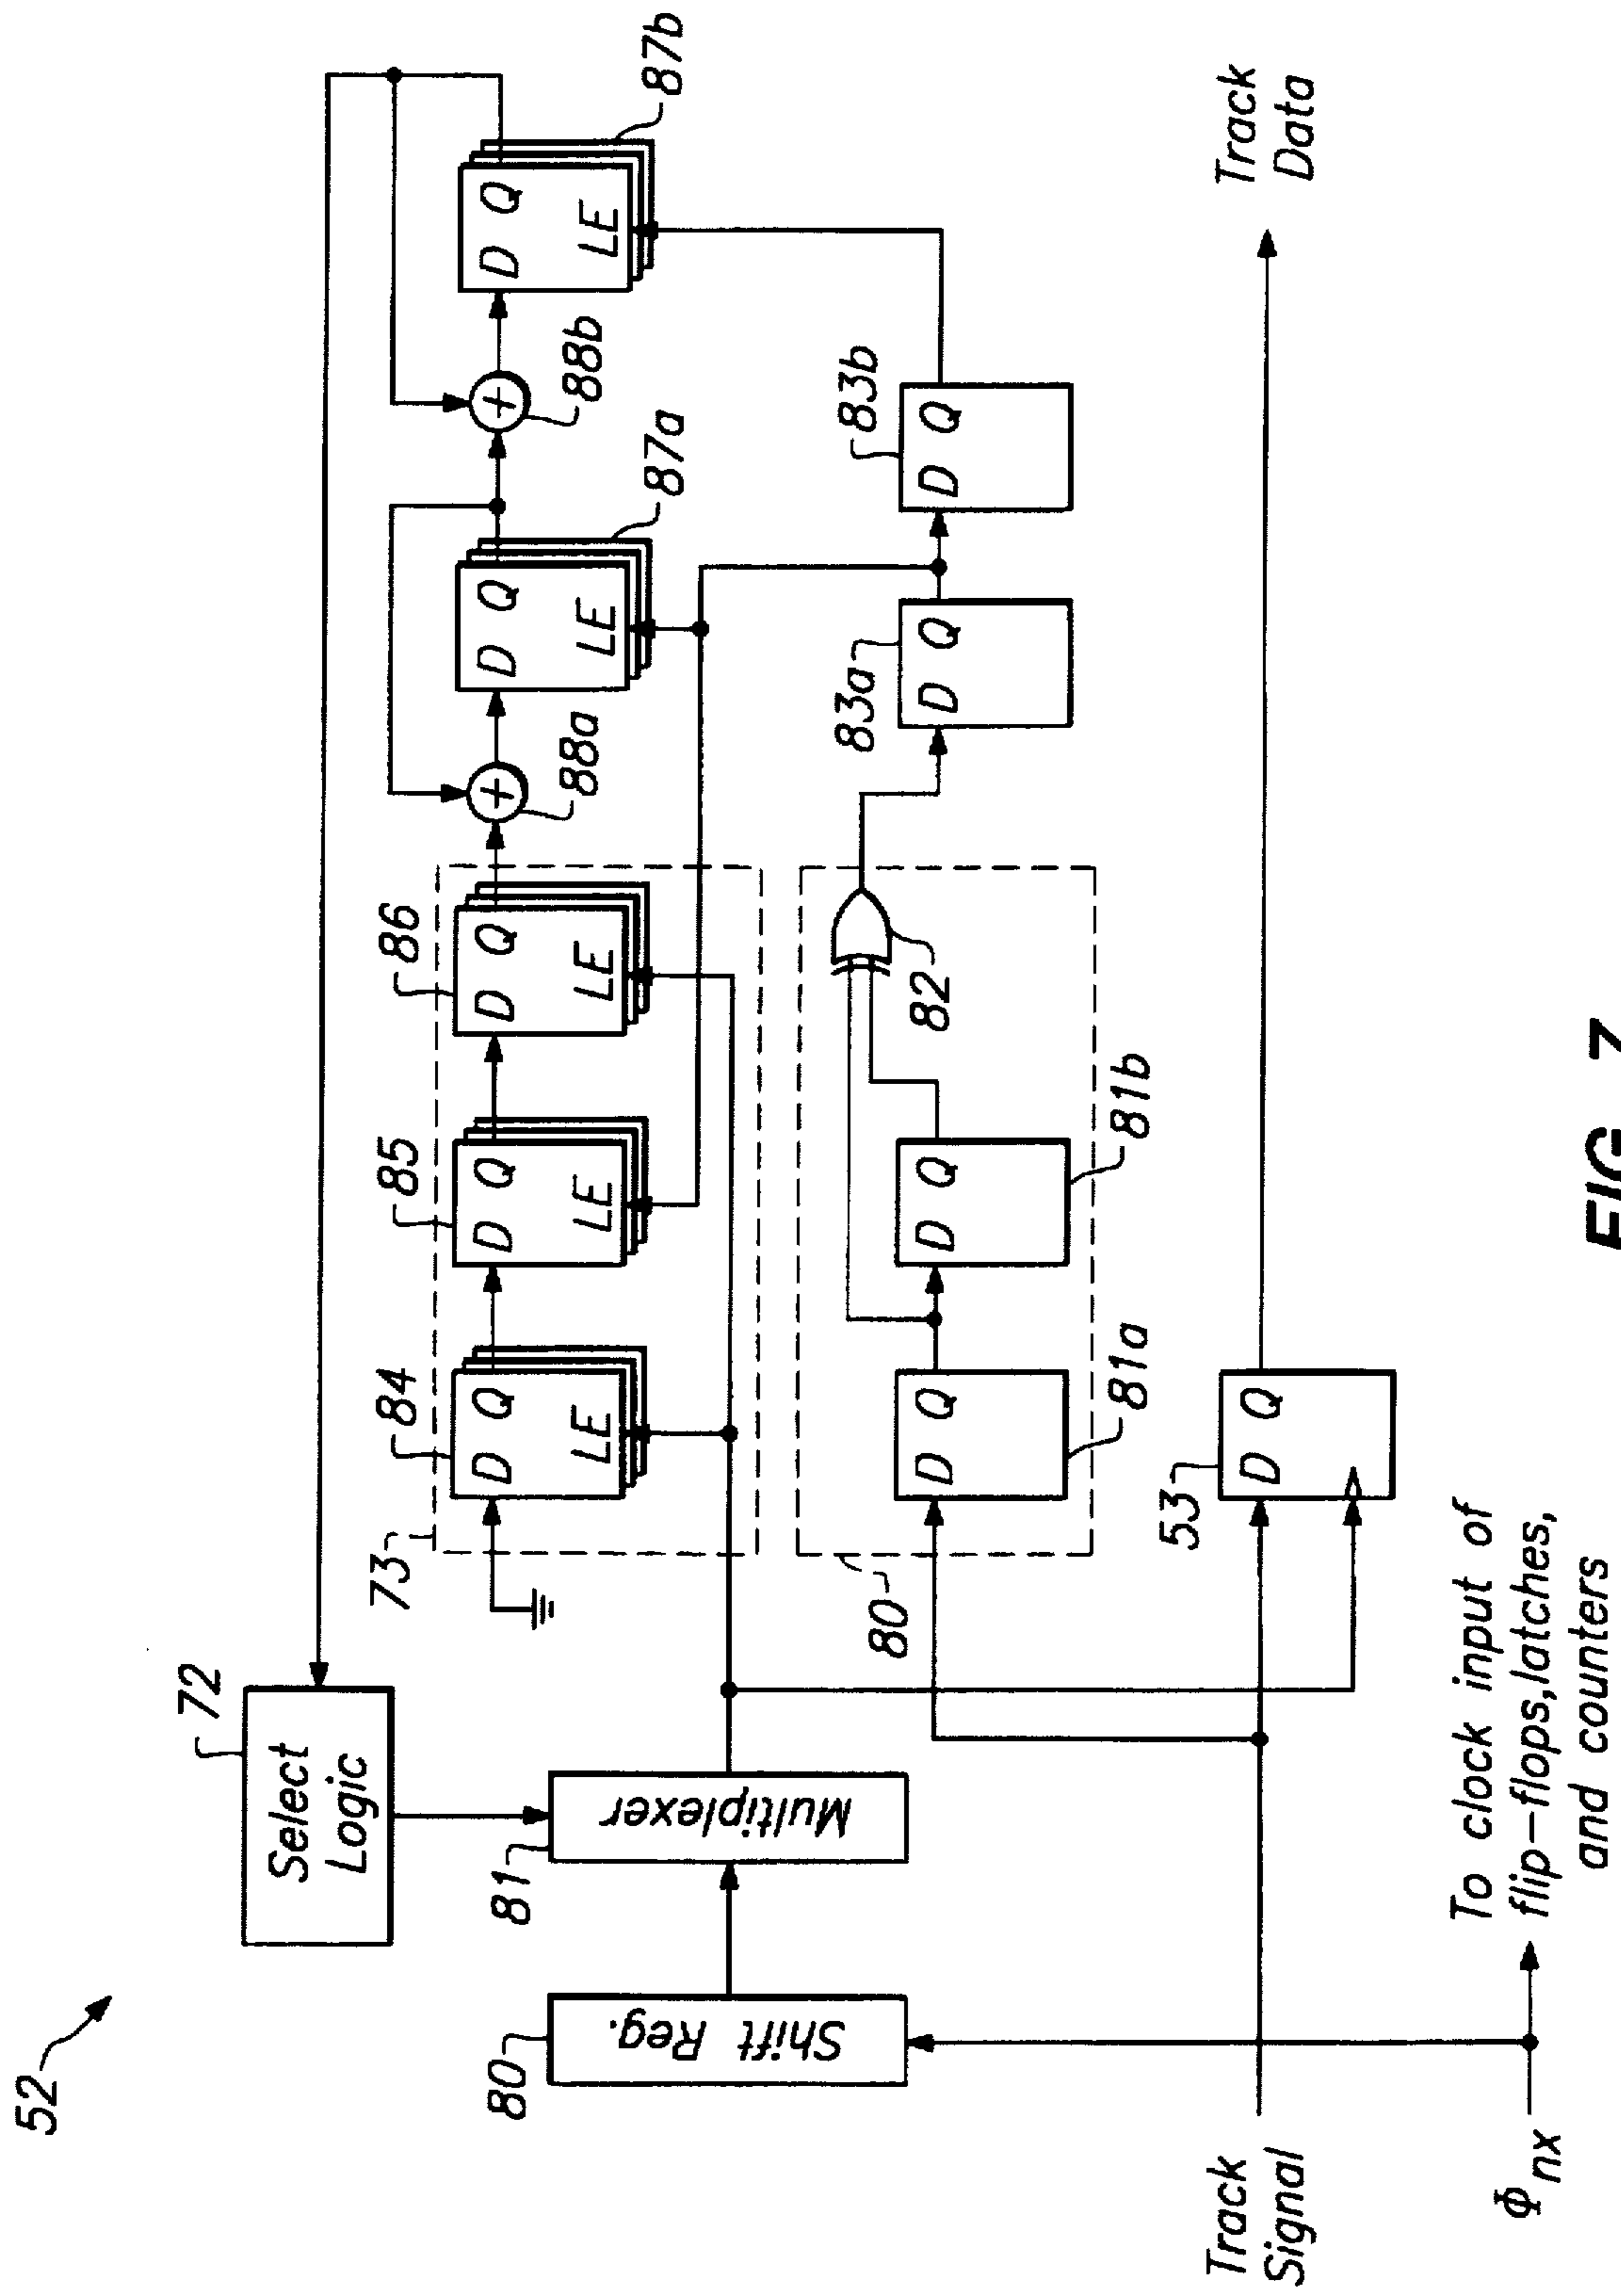 52
72
Select
Logic
80
Shift Reg.
81
Multiplexer
73
84
D Q
LE
85
D Q
LE
86
D Q
LE
88a
D Q
LE
87a
88b
D Q
LE
87b
80
D Q
81a
D Q
81b
82
83a
D Q
83b
D Q
53
D Q
Track
Signal
Track
Data
Φnx
To clock input of
flip-flops,latches,
and counters
FIG. 7